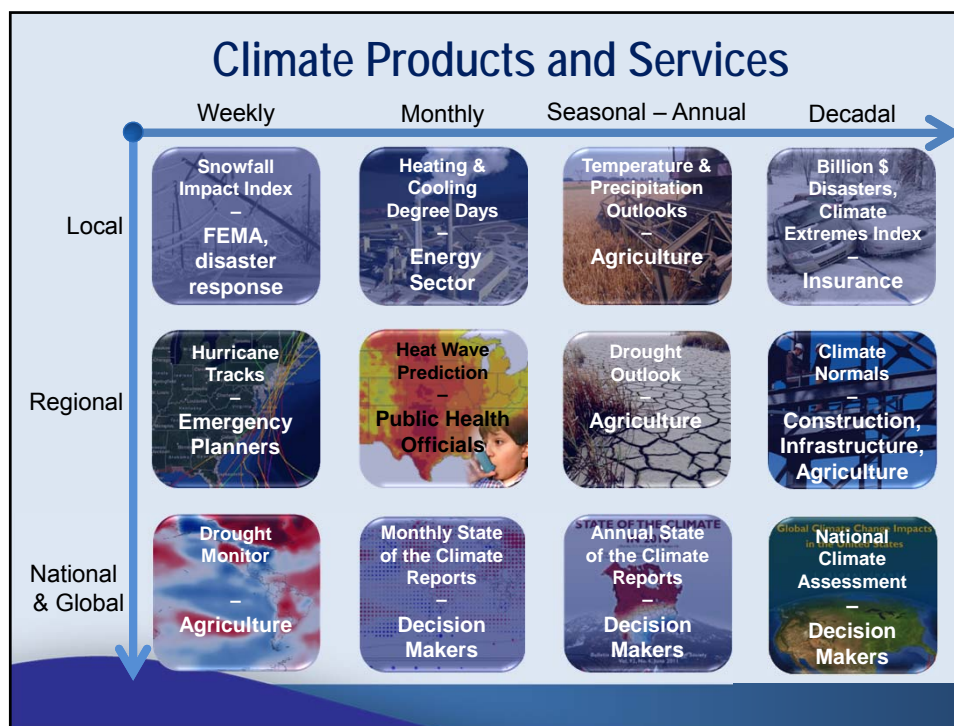 Climate Products and Services
Weekly
Monthly
Seasonal – Annual
Decadal
Local
Snowfall
Impact Index
–
FEMA,
disaster
response
Heating &
Cooling
Degree Days
–
Energy
Sector
Temperature &
Precipitation
Outlooks
–
Agriculture
Billion $
Disasters,
Climate
Extremes Index
–
Insurance
Regional
Hurricane
Tracks
–
Emergency
Planners
Heat Wave
Prediction
–
Public Health
Officials
Drought
Outlook
–
Agriculture
Climate
Normals
–
Construction,
Infrastructure,
Agriculture
National
& Global
Drought
Monitor
–
Agriculture
Monthly State
of the Climate
Reports
–
Decision
Makers
STATE OF THE CLIMATE
Annual State
of the Climate
Reports
–
Decision
Makers
Global Climate Change Impacts
in the United States
National
Climate
Assessment
–
Decision
Makers